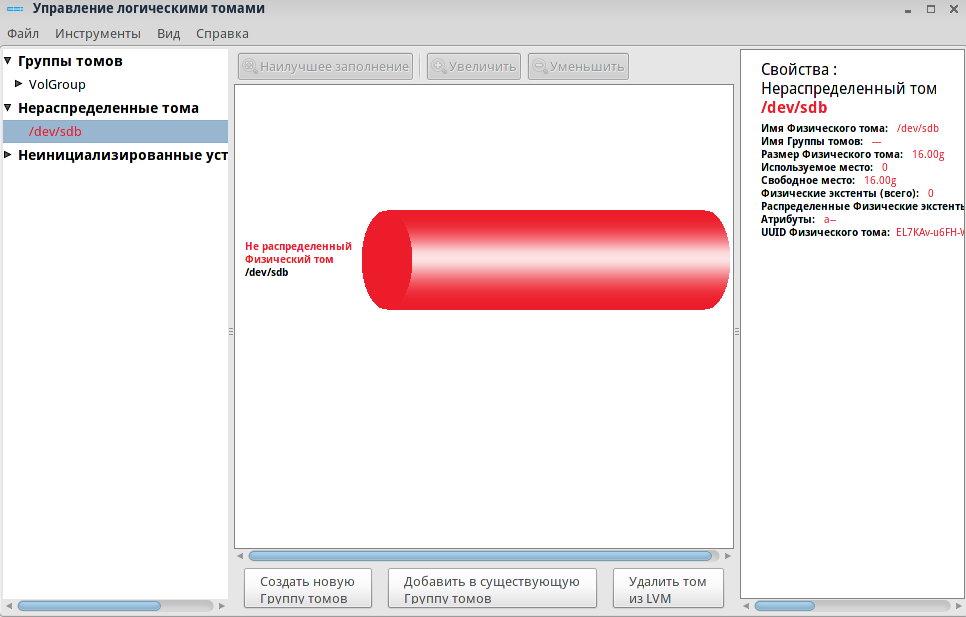 Управление логическими томами
Файл Инструменты Вид Справка
Группы томов
VolGroup
Нераспределенные тома
/dev/sdb
Неинициализированные уст
Наилучшее заполнение Увеличить Уменьшить
Не распределенный
Физический том
/dev/sdb
Создать новую
Группу томов
Добавить в существующую
Группу томов
Удалить том
из LVM
Свойства :
Нераспределенный том
/dev/sdb
Имя Физического тома: /dev/sdb
Имя Группы томов: ---
Размер Физического тома: 16.00g
Используемое место: 0
Свободное место: 16.00g
Физические экстенты (всего): 0
Распределенные Физические экстенты
Атрибуты: a--
UUID Физического тома: EL7KAv-u6FH-V